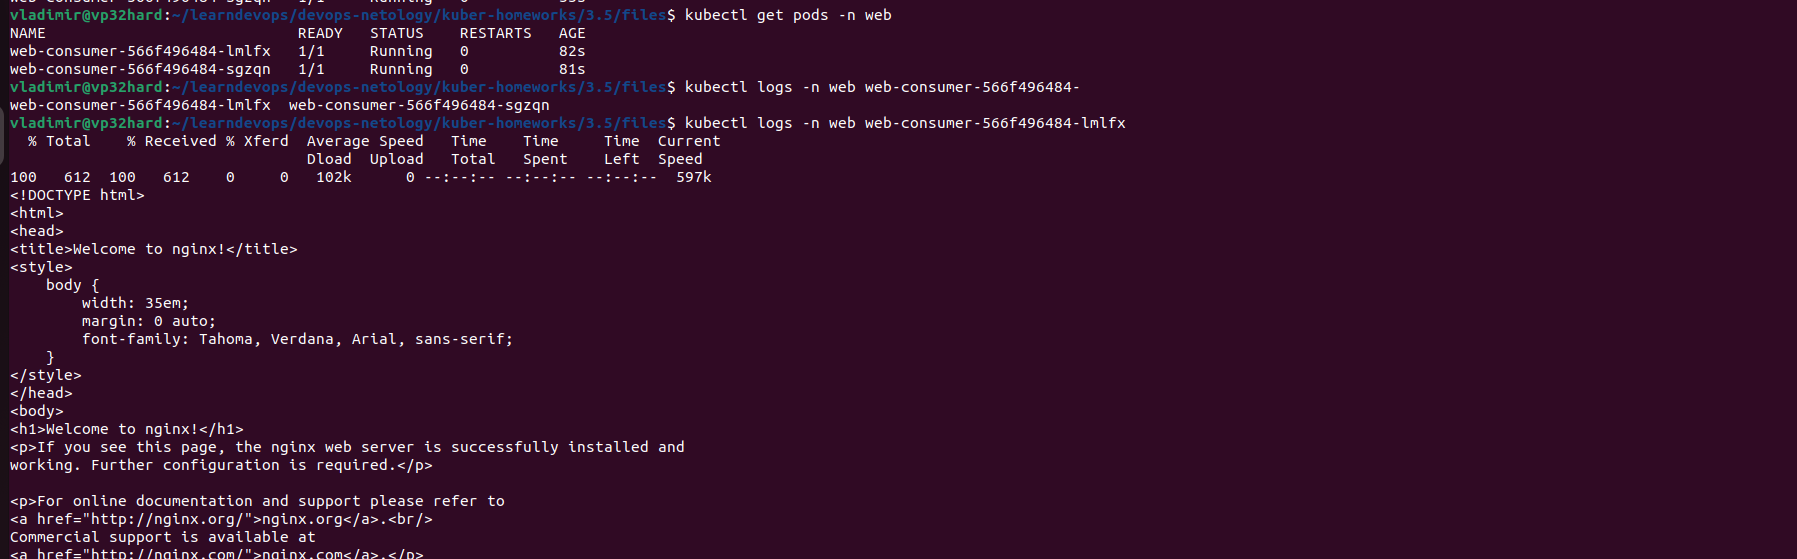 web-consumer-566f496484-sgzqn   1/1     Running   0          53s
vladimir@vp32hard:~/learndevops/devops-netology/kuber-homeworks/3.5/files$ kubectl get pods -n web
NAME                            READY   STATUS    RESTARTS   AGE
web-consumer-566f496484-lmlfx   1/1     Running   0          82s
web-consumer-566f496484-sgzqn   1/1     Running   0          81s
vladimir@vp32hard:~/learndevops/devops-netology/kuber-homeworks/3.5/files$ kubectl logs -n web web-consumer-566f496484-
web-consumer-566f496484-lmlfx  web-consumer-566f496484-sgzqn
vladimir@vp32hard:~/learndevops/devops-netology/kuber-homeworks/3.5/files$ kubectl logs -n web web-consumer-566f496484-lmlfx
  % Total    % Received % Xferd  Average Speed   Time    Time     Time  Current
                                 Dload  Upload   Total   Spent    Left  Speed
100   612  100   612    0     0   102k      0 --:--:-- --:--:-- --:--:--  597k
<!DOCTYPE html>
<html>
<head>
<title>Welcome to nginx!</title>
<style>
    body {
        width: 35em;
        margin: 0 auto;
        font-family: Tahoma, Verdana, Arial, sans-serif;
    }
</style>
</head>
<body>
<h1>Welcome to nginx!</h1>
<p>If you see this page, the nginx web server is successfully installed and
working. Further configuration is required.</p>

<p>For online documentation and support please refer to
<a href="http://nginx.org/">nginx.org</a>.<br/>
Commercial support is available at
<a href="http://nginx.com/">nginx.com</a>.</p>